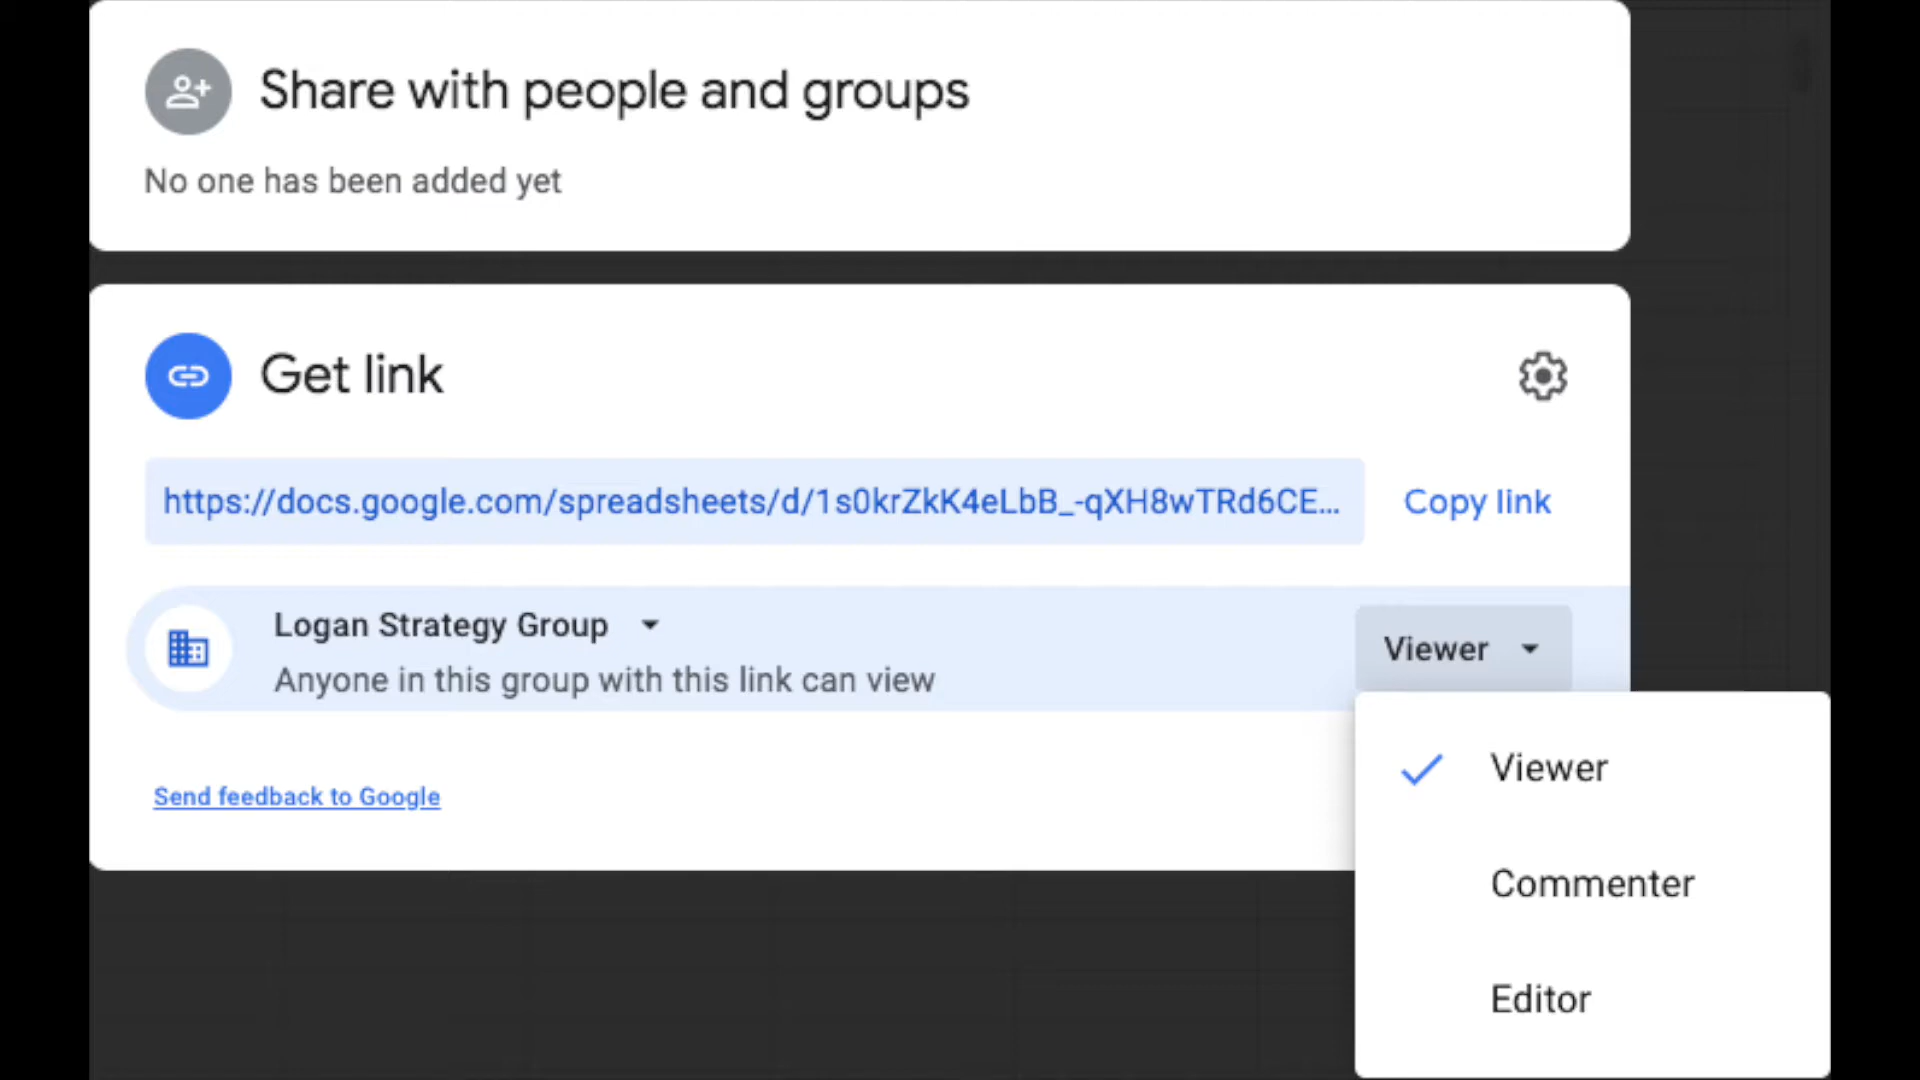 Share with people and groups
No one has been added yet
Get link
https://docs.google.com/spreadsheets/d/1s0krZkK4eLbB_-qXH8wTRd6CE...
Copy link
Logan Strategy Group
Anyone in this group with this link can view
Viewer
Viewer
Commenter
Editor
Send feedback to Google